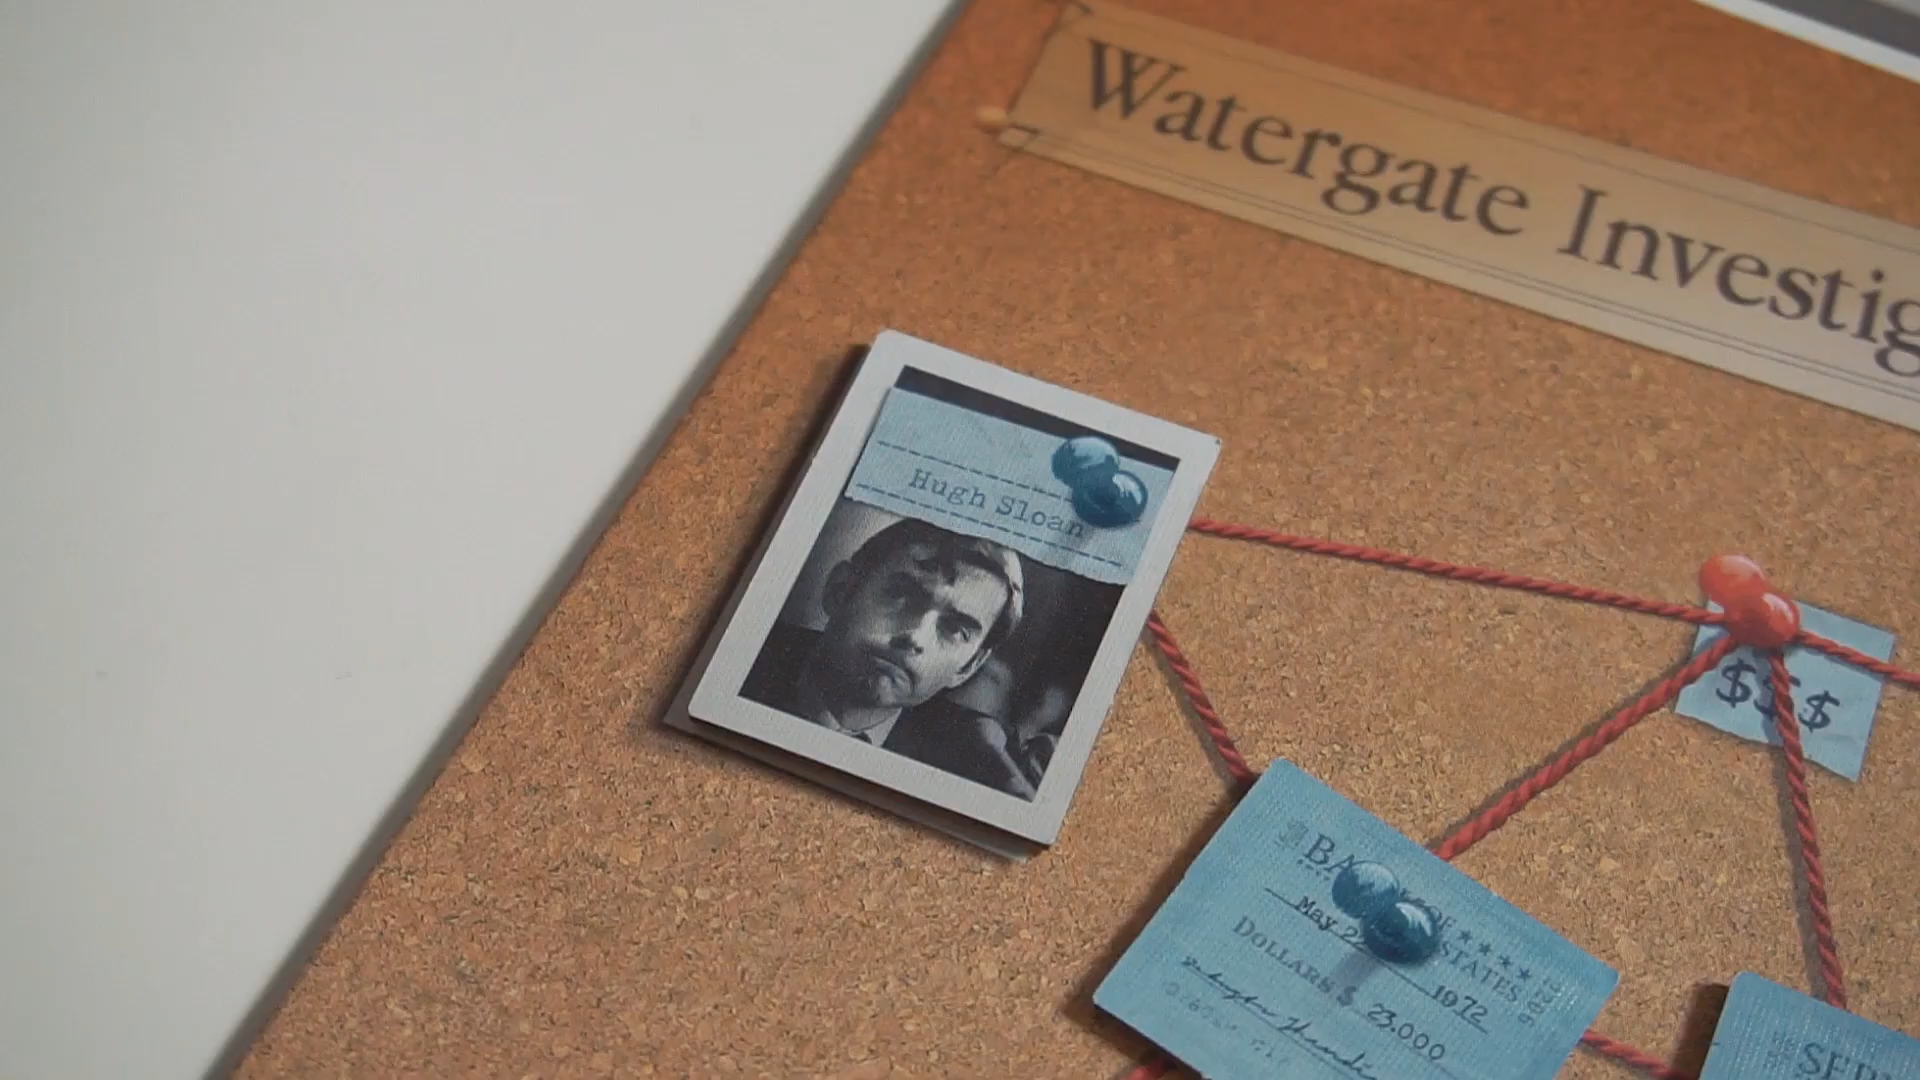 Watergate Investig
Hugh Sloan
$$$
May 2
1972
DOLLARS $ 23.000
STATES